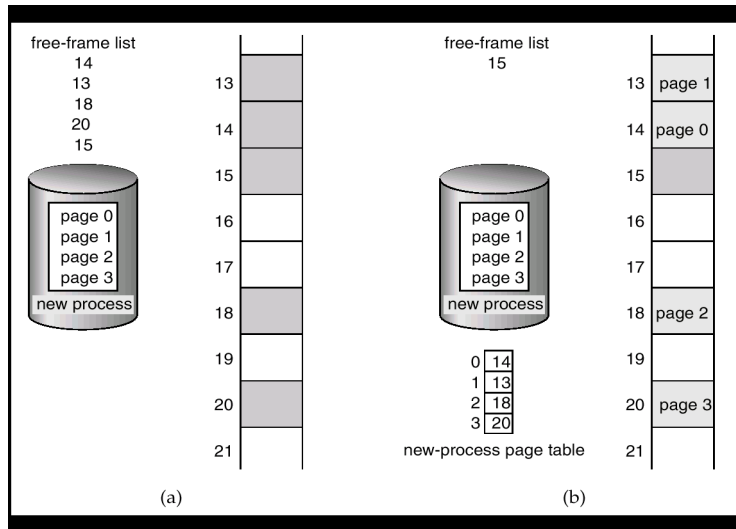 free-frame list
14
13
18
20
15
page 0
page 1
page 2
page 3
new process
13
14
15
16
17
18
19
20
21
(a)
free-frame list
15
page 0
page 1
page 2
page 3
new process
0 14
1 13
2 18
3 20
new-process page table
13 page 1
14 page 0
15
16
17
18 page 2
19
20 page 3
21
(b)